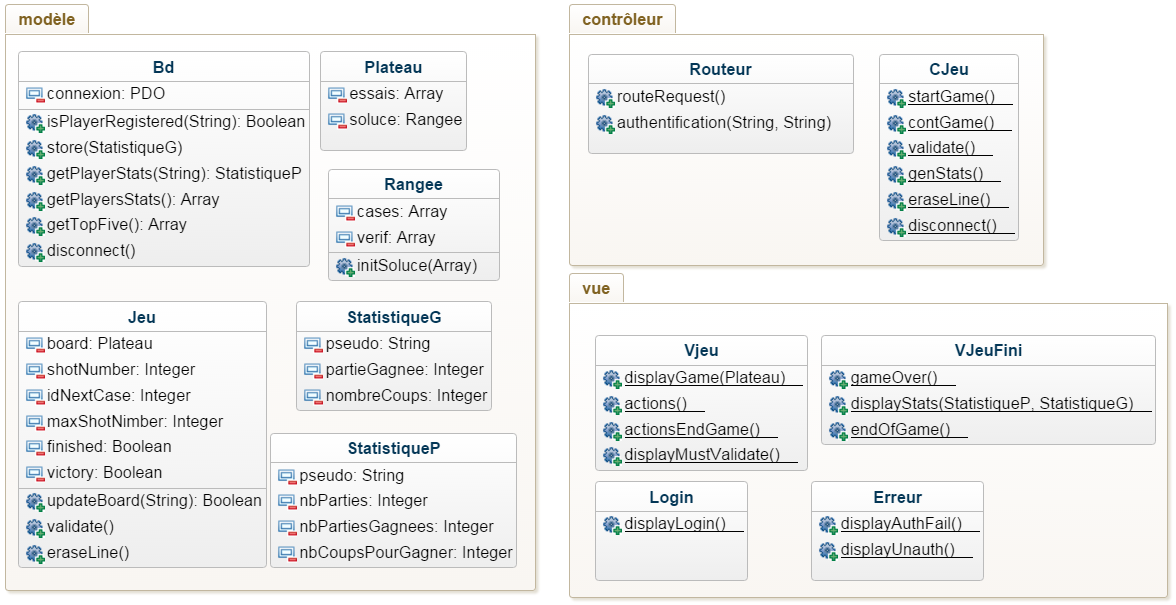 modèle
Bd
connexion: PDO
isPlayerRegistered(String): Boolean
store(StatistiqueG)
getPlayerStats(String): StatistiqueP
getPlayersStats(): Array
getTopFive(): Array
disconnect()
Plateau
essais: Array
soluce: Rangee
Rangee
cases: Array
verif: Array
initSoluce(Array)
Jeu
board: Plateau
shotNumber: Integer
idNextCase: Integer
maxShotNimber: Integer
finished: Boolean
victory: Boolean
updateBoard(String): Boolean
validate()
eraseLine()
StatistiqueG
pseudo: String
partieGagnee: Integer
nombreCoups: Integer
StatistiqueP
pseudo: String
nbParties: Integer
nbPartiesGagnees: Integer
nbCoupsPourGagner: Integer
contrôleur
Routeur
routeRequest()
authentification(String, String)
CJeu
startGame()
contGame()
validate()
genStats()
eraseLine()
disconnect()
vue
Vjeu
displayGame(Plateau)
actions()
actionsEndGame()
displayMustValidate()
VJeuFini
gameOver()
displayStats(StatistiqueP, StatistiqueG)
endOfGame()
Login
displayLogin()
Erreur
displayAuthFail()
displayUnauth()